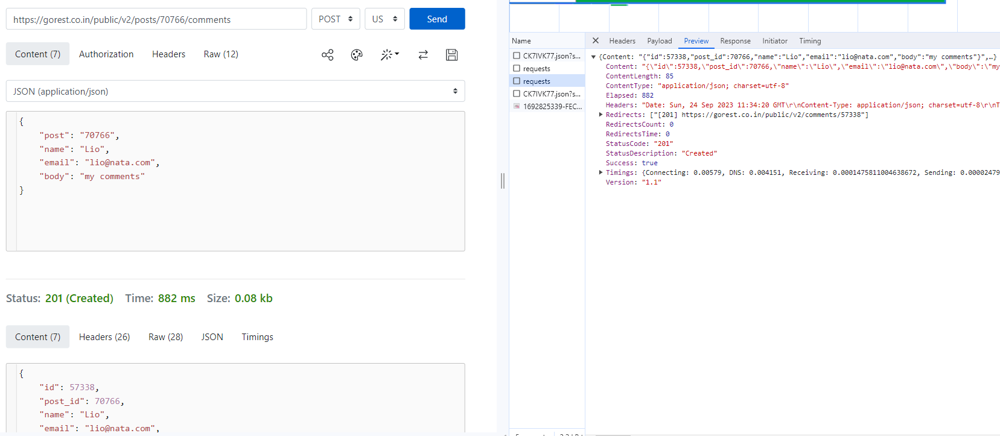 https://gorest.co.in/public/v2/posts/70766/comments
POST
US
Send
Content (7)
Authorization
Headers
Raw (12)
JSON (application/json)
{
"post": "70766",
"name": "Lio",
"email": "lio@nata.com",
"body": "my comments"
}
Status: 201 (Created) Time: 882 ms Size: 0.08 kb
Content (7)
Headers (26)
Raw (28)
JSON
Timings
{
"id": 57338,
"post_id": 70766,
"name": "Lio",
"email": "lio@nata.com",
Name
CK7IVK77.json?s...
requests
requests
CK7IVK77.json?s...
1692825339-FEC...
Headers
Payload
Preview
Response
Initiator
Timing
{Content: "{"id":57338,"post_id":70766,"name":"Lio","email":"lio@nata.com","body":"my comments"}",…}
Content: "{\"id\":57338,\"post_id\":70766,\"name\":\"Lio\",\"email\":\"lio@nata.com\",\"body\":\"my
ContentLength: 85
ContentType: "application/json; charset=utf-8"
Elapsed: 882
Headers: "Date: Sun, 24 Sep 2023 11:34:20 GMT\r\nContent-Type: application/json; charset=utf-8\r\nT
Redirects: ["[201] https://gorest.co.in/public/v2/comments/57338"]
RedirectsCount: 0
RedirectsTime: 0
StatusCode: "201"
StatusDescription: "Created"
Success: true
Timings: {Connecting: 0.00579, DNS: 0.004151, Receiving: 0.0001475811004638672, Sending: 0.00002479
Version: "1.1"